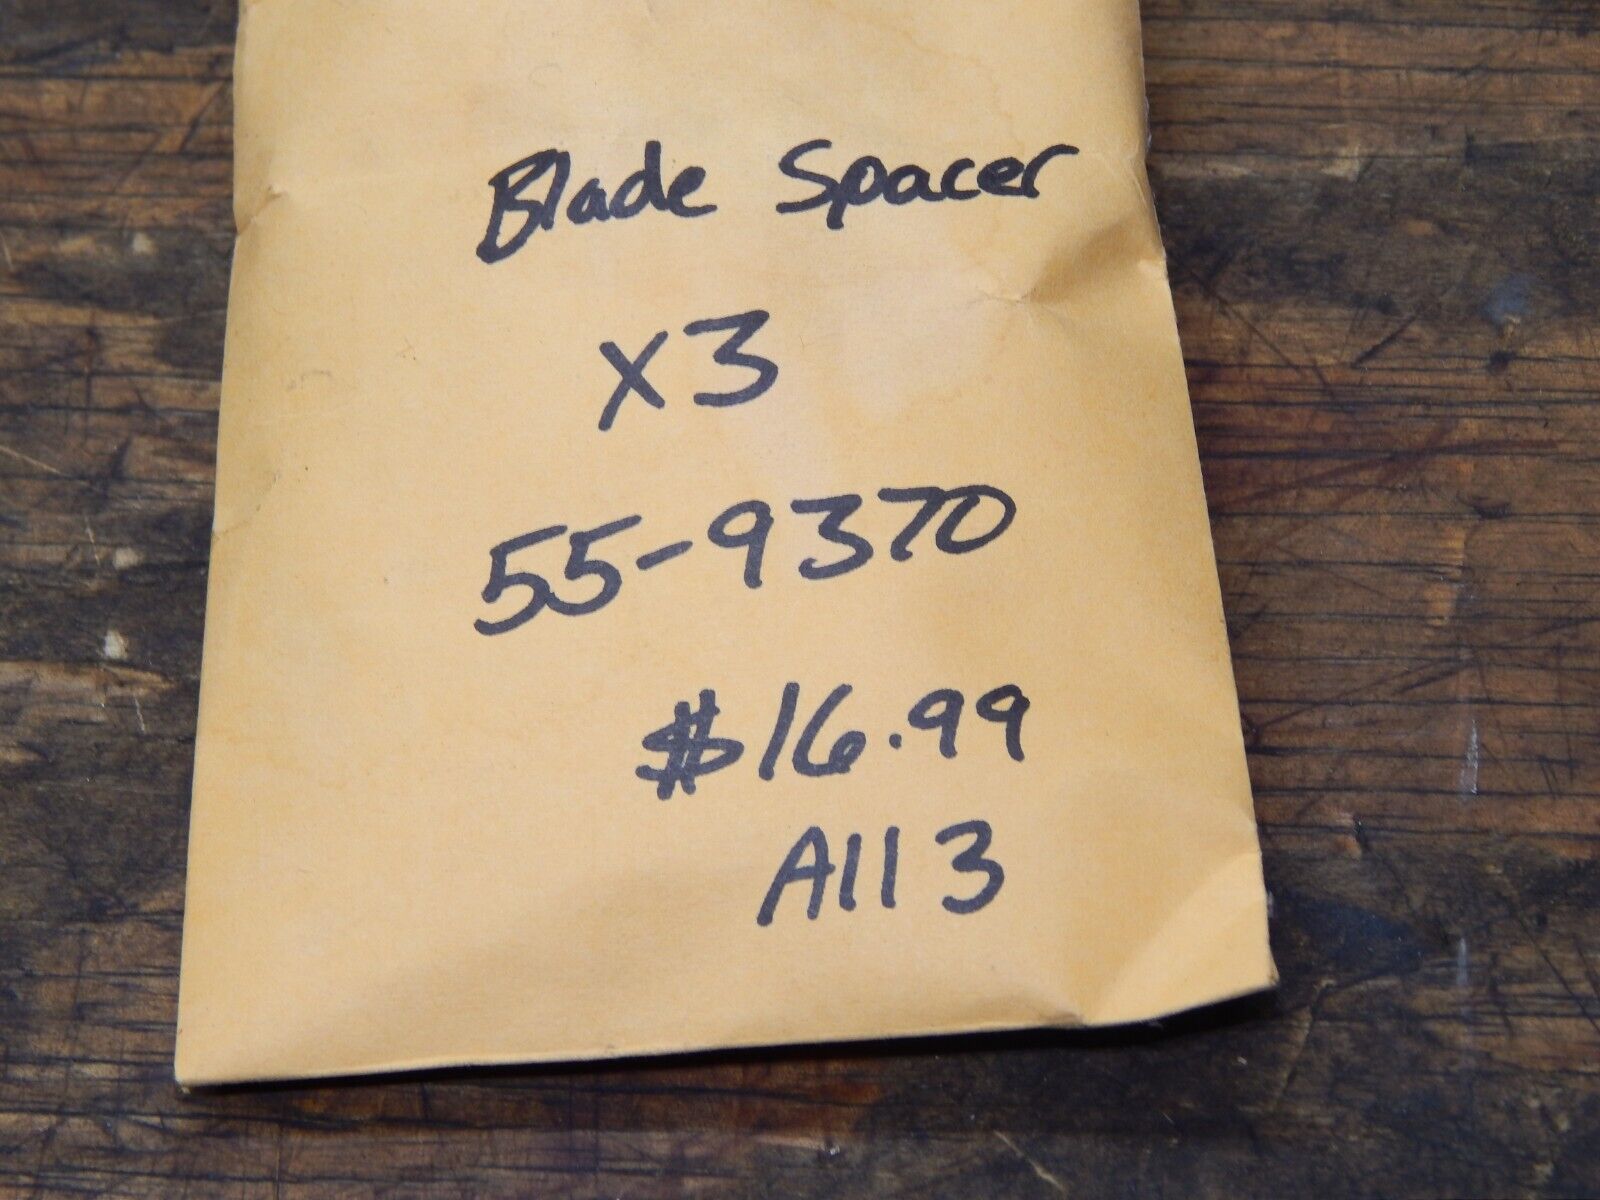 Blade Spacer
x3
55-9370
$16.99
All 3